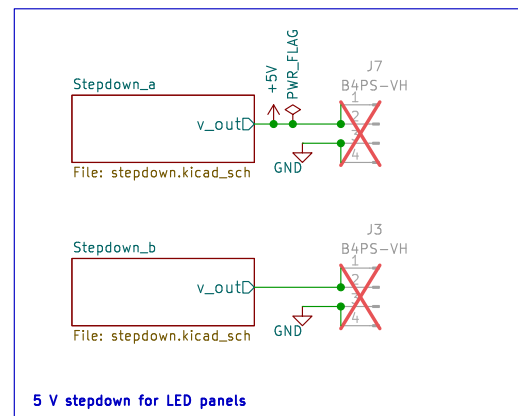 Stepdown_a
v_out
File: stepdown.kicad_sch
+5V
PWR_FLAG
GND
J7
B4PS-VH
1
2
3
4
Stepdown_b
v_out
File: stepdown.kicad_sch
GND
J3
B4PS-VH
1
2
3
4
5 V stepdown for LED panels